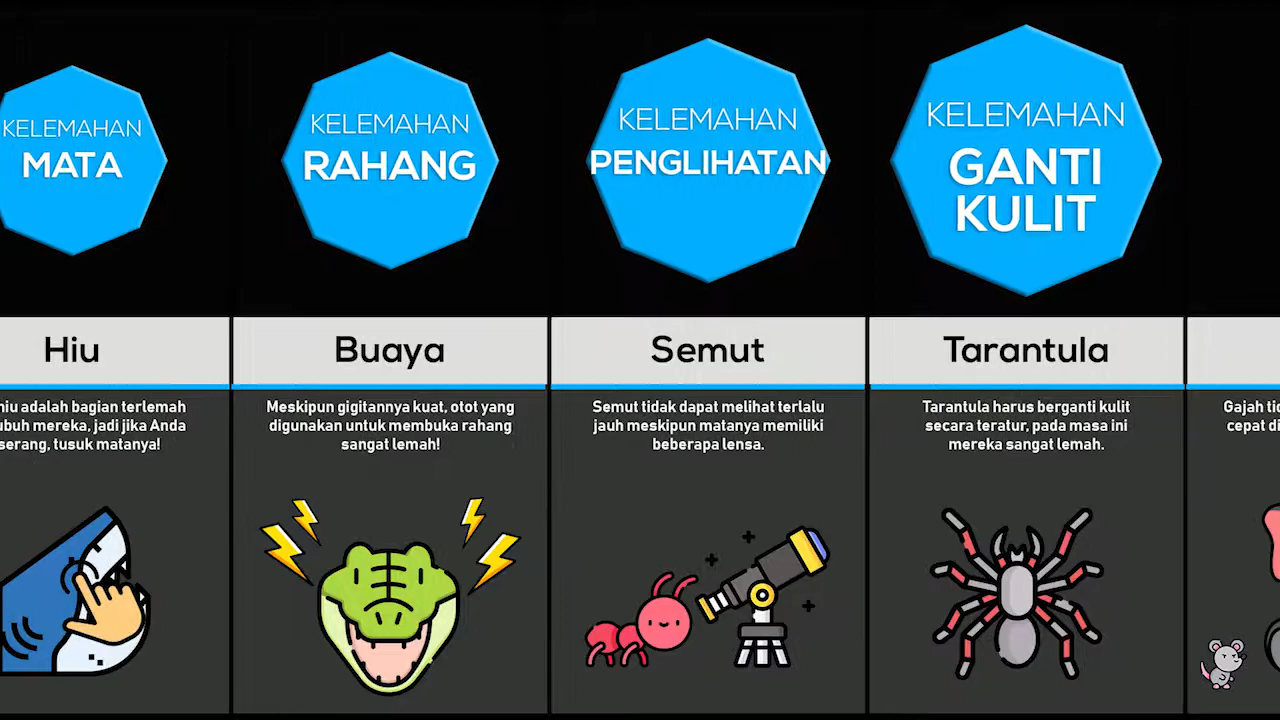 KELEMAHAN
MATA
KELEMAHAN
RAHANG
KELEMAHAN
PENGLIHATAN
KELEMAHAN
GANTI
KULIT
Hiu
Buaya
Semut
Tarantula
adalah bagian terlemah
mereka, jadi jika Anda
serang, tusuk matanya!
Meskipun gigitannya kuat, otot yang
digunakan untuk membuka rahang
sangat lemah!
Semut tidak dapat melihat terlalu
jauh meskipun matanya memiliki
beberapa lensa.
Tarantula harus berganti kulit
secara teratur, pada masa ini
mereka sangat lemah.
Gajah
cepat